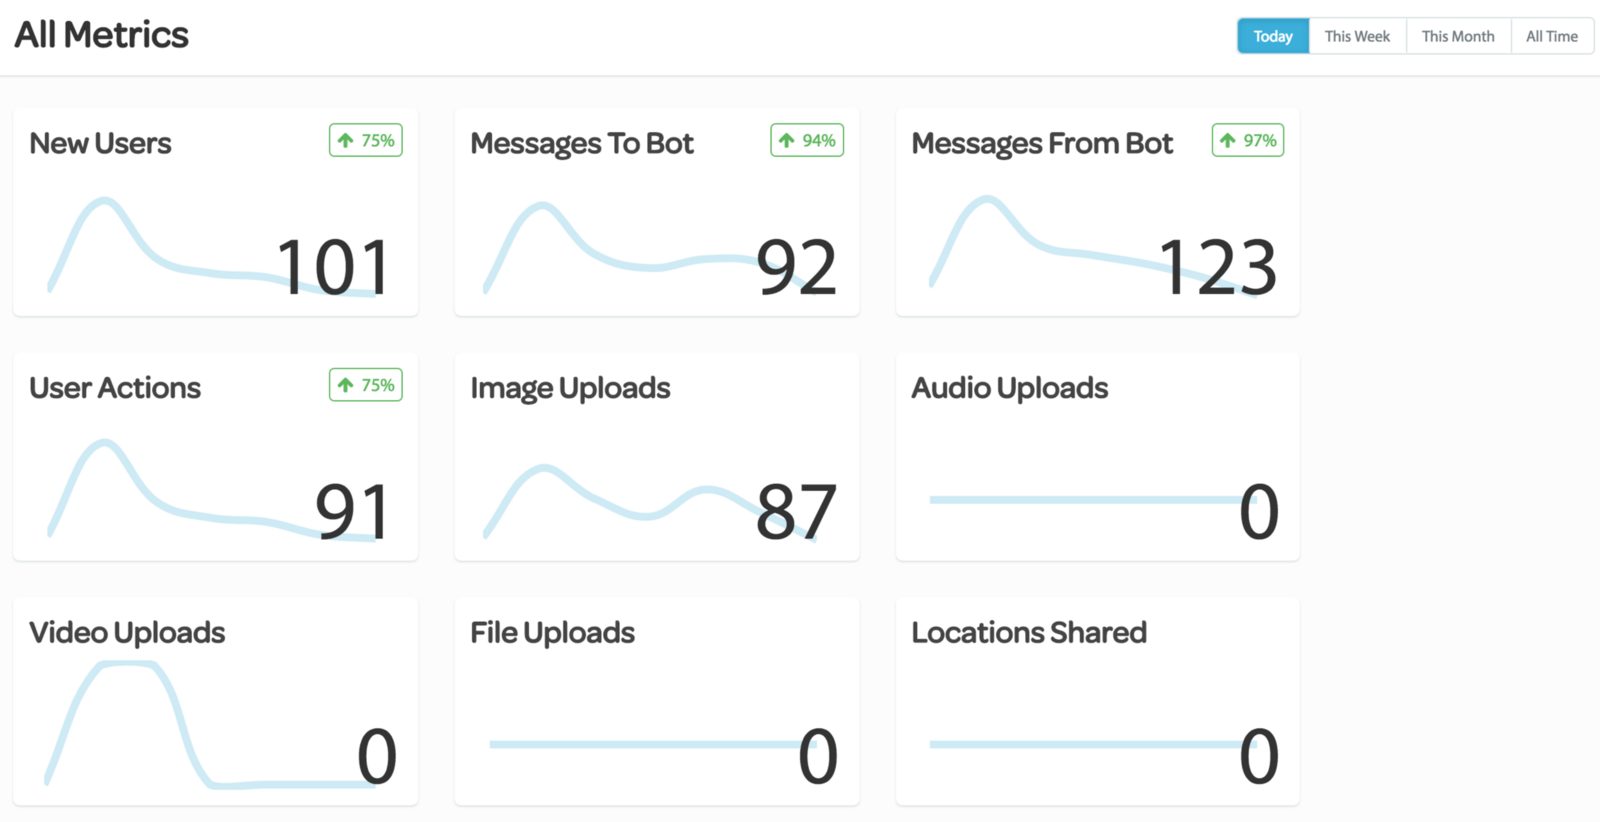 All Metrics
Today This Week This Month All Time
New Users 75%
101
Messages To Bot 94%
92
Messages From Bot 97%
123
User Actions 75%
91
Image Uploads
87
Audio Uploads
0
Video Uploads
0
File Uploads
0
Locations Shared
0